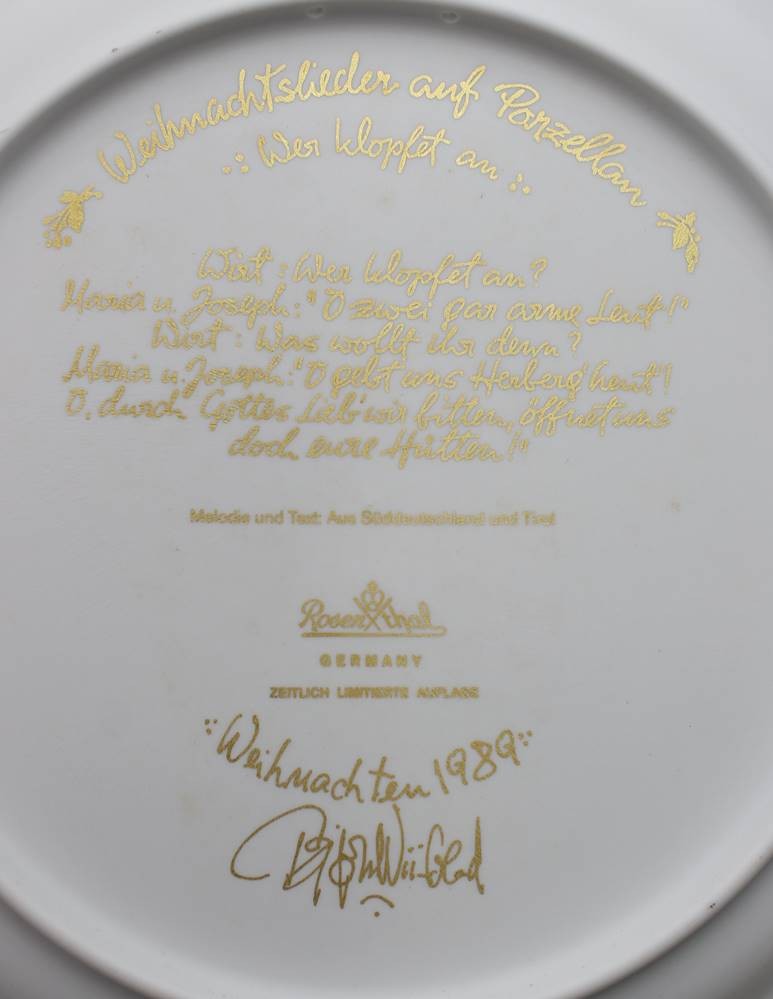 Weihnachtslieder auf Porzellan
Wer klopfet an
Wirt: Wer klopfet an?
Maria u. Joseph: "O zwei gar arme Leut!"
Wirt: Was wollt ihr denn?
Maria u. Joseph: "O gebt uns Herberg' heut'!
O, durch Gottes Lieb' wir bitten, öffnet uns
doch eure Hütten!"
Melodie und Text: Aus Süddeutschland und Tirol
Rosenthal
GERMANY
ZEITLICH LIMITIERTE AUFLAGE
Weihnachten 1989
Björn Wiinblad